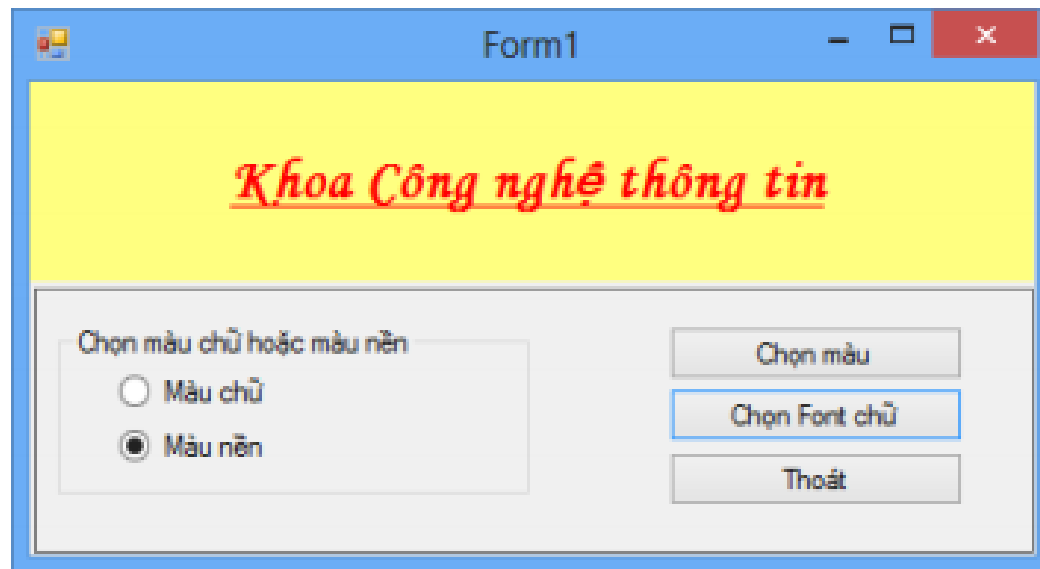 Form1
Khoa Công nghệ thông tin
Chọn màu chữ hoặc màu nền
Màu chữ
Màu nền
Chọn màu
Chọn Font chữ
Thoát